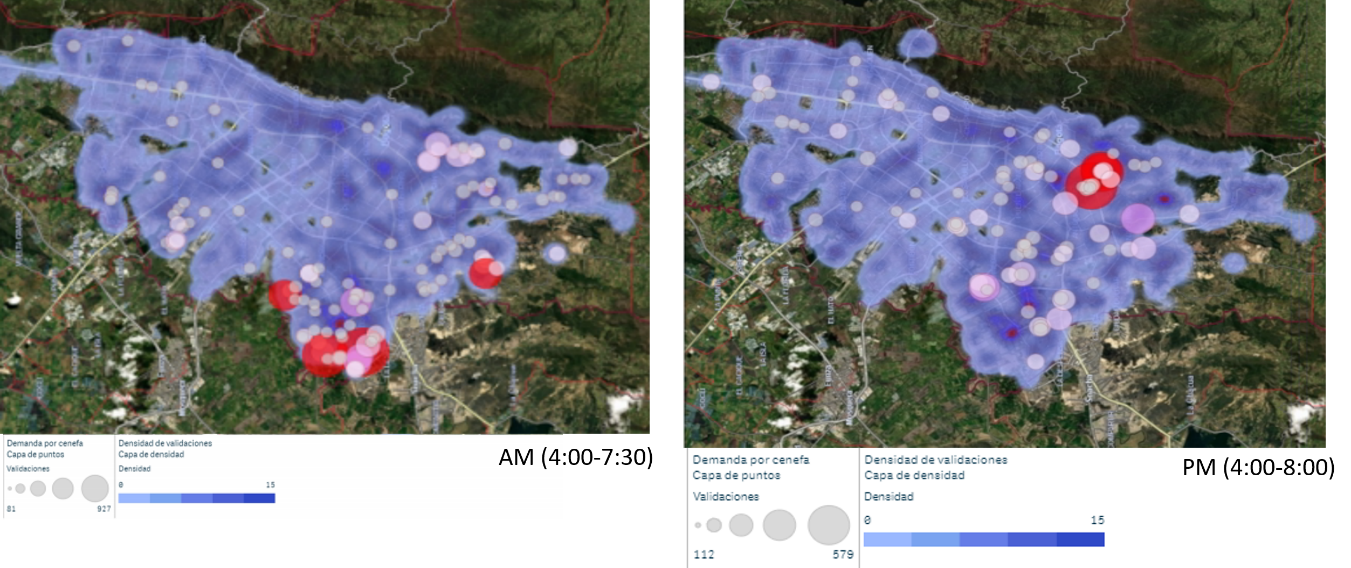 AM (4:00-7:30)
Demanda por cenefa
Capa de puntos
Validaciones
81 927
Densidad de validaciones
Capa de densidad
Densidad
0 15
PM (4:00-8:00)
Demanda por cenefa
Capa de puntos
Validaciones
112 579
Densidad de validaciones
Capa de densidad
Densidad
0 15